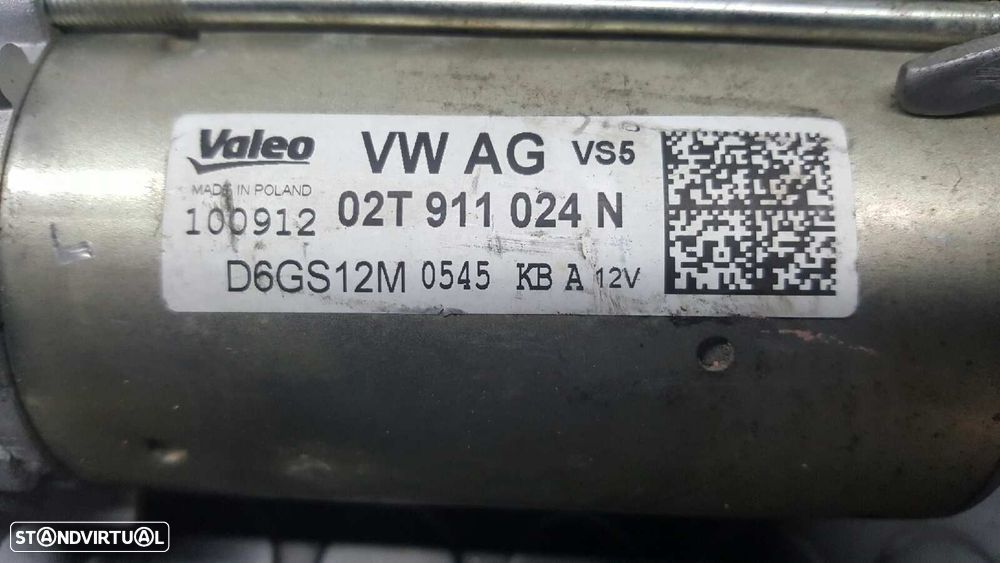 Valeo VW AG VS5
MADE IN POLAND
100912 02T 911 024 N
D6GS12M 0545 KB A 12V
STANDVIRTUAL